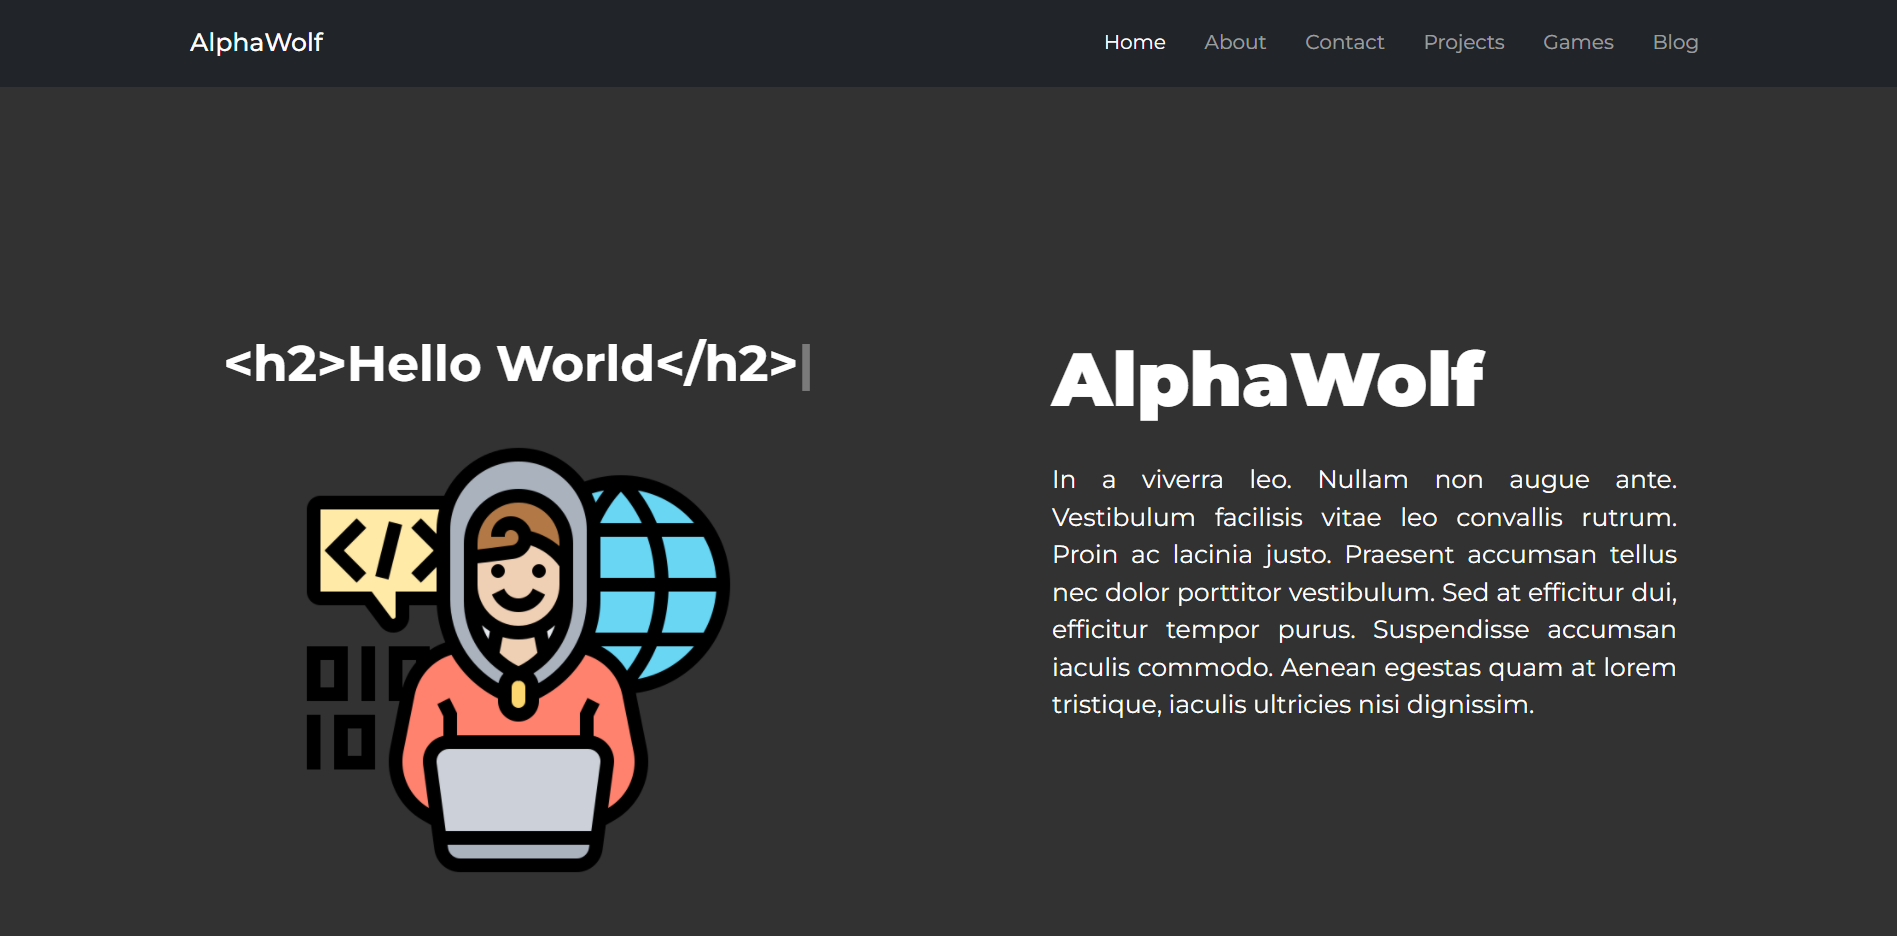 AlphaWolf
Home About Contact Projects Games Blog
<h2>Hello World</h2>|
</>
AlphaWolf
In a viverra leo. Nullam non augue ante.
Vestibulum facilisis vitae leo convallis rutrum.
Proin ac lacinia justo. Praesent accumsan tellus
nec dolor porttitor vestibulum. Sed at efficitur dui,
efficitur tempor purus. Suspendisse accumsan
iaculis commodo. Aenean egestas quam at lorem
tristique, iaculis ultricies nisi dignissim.
010
10